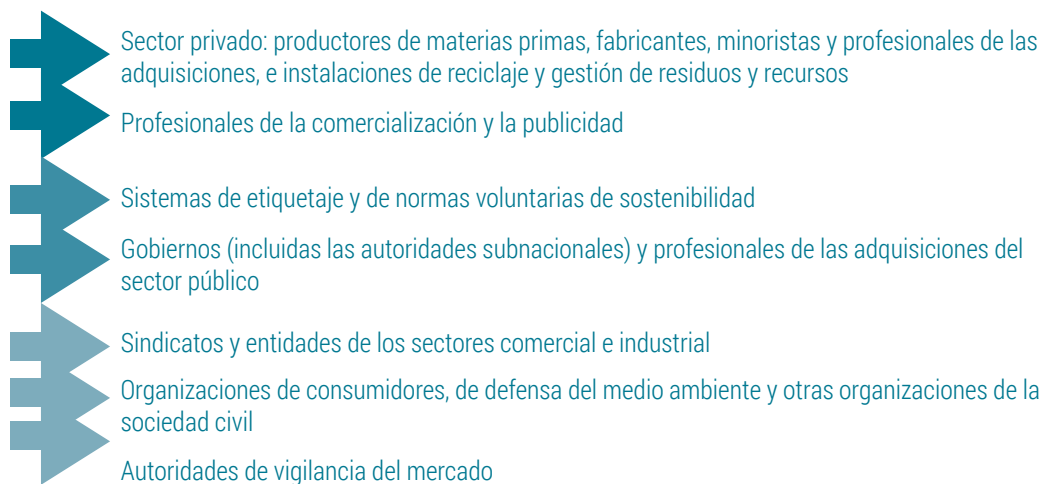 Sector privado: productores de materias primas, fabricantes, minoristas y profesionales de las
adquisiciones, e instalaciones de reciclaje y gestión de residuos y recursos
Profesionales de la comercialización y la publicidad
Sistemas de etiquetaje y de normas voluntarias de sostenibilidad
Gobiernos (incluidas las autoridades subnacionales) y profesionales de las adquisiciones del
sector público
Sindicatos y entidades de los sectores comercial e industrial
Organizaciones de consumidores, de defensa del medio ambiente y otras organizaciones de la
sociedad civil
Autoridades de vigilancia del mercado